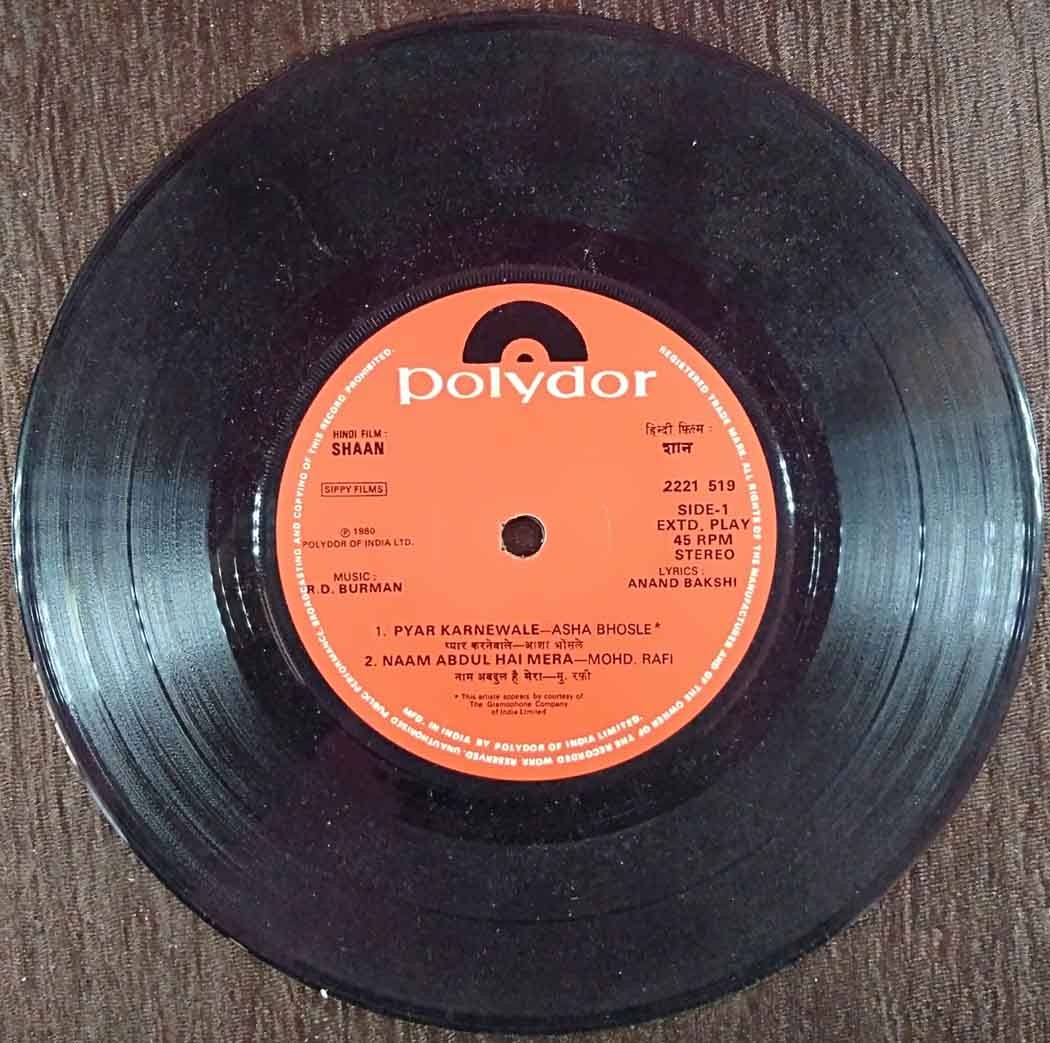 polydor
HINDI FILM :
SHAAN
हिन्दी फिल्म :
शान
SIPPY FILMS
2221 519
SIDE-1
EXTD. PLAY
45 RPM
STEREO
℗ 1980
POLYDOR OF INDIA LTD.
MUSIC :
R.D. BURMAN
LYRICS :
ANAND BAKSHI
1. PYAR KARNEWALE—ASHA BHOSLE*
प्यार करनेवाले—आशा भोसले
2. NAAM ABDUL HAI MERA—MOHD. RAFI
नाम अबदुल है मेरा—मु. रफ़ी
* This artiste appears by courtesy of
The Gramophone Company
of India Limited
REGISTERED TRADE MARK. ALL RIGHTS OF THE MANUFACTURER AND OF THE OWNER OF THE RECORDED WORK RESERVED. UNAUTHORISED PUBLIC PERFORMANCE, BROADCASTING AND COPYING OF THIS RECORD PROHIBITED.
MFD. IN INDIA BY POLYDOR OF INDIA LIMITED.